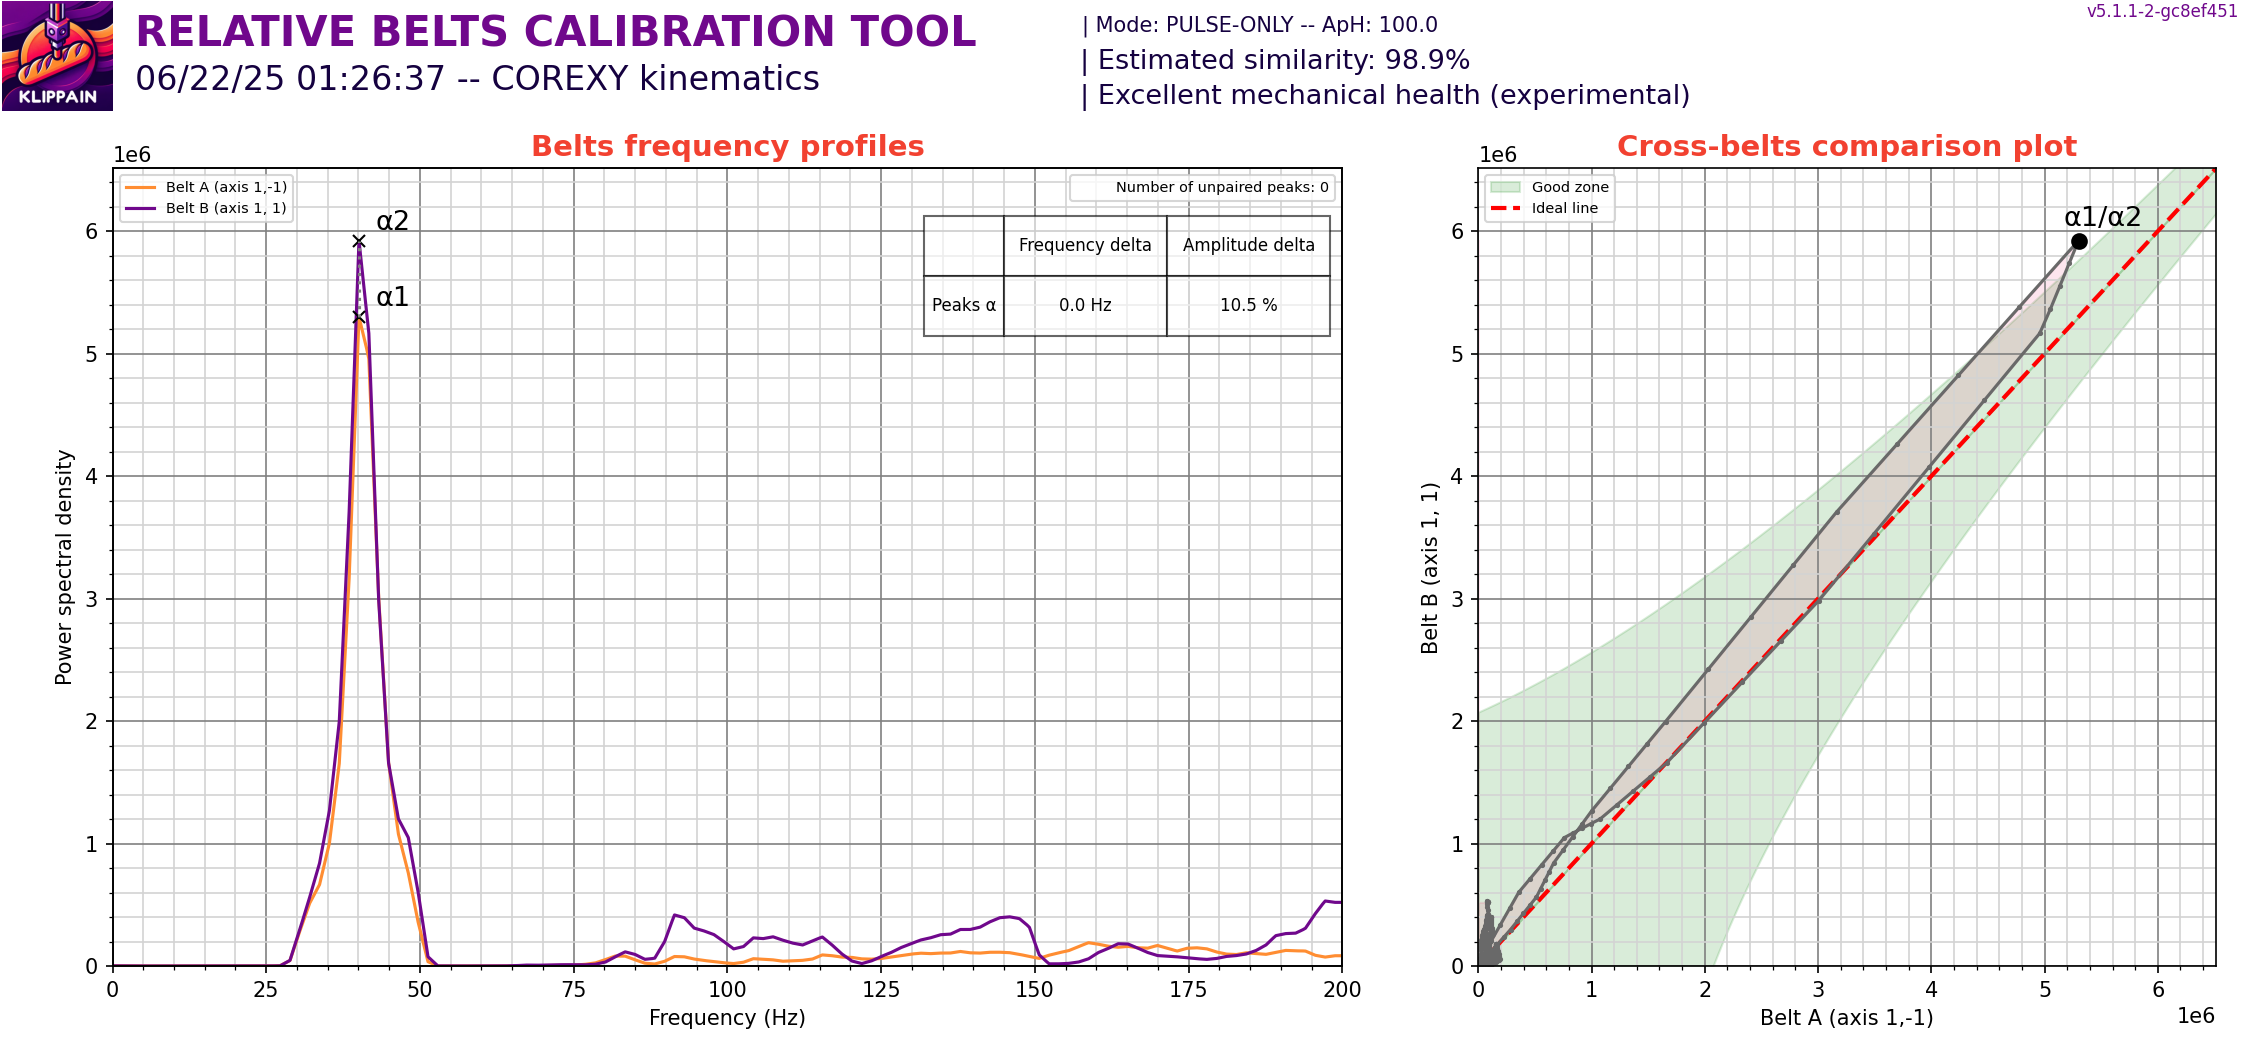 KLIPPAIN
RELATIVE BELTS CALIBRATION TOOL
06/22/25 01:26:37 -- COREXY kinematics
| Mode: PULSE-ONLY -- ApH: 100.0
| Estimated similarity: 98.9%
| Excellent mechanical health (experimental)
v5.1.1-2-gc8ef451
Belts frequency profiles
1e6
Belt A (axis 1,-1)
Belt B (axis 1, 1)
Number of unpaired peaks: 0
Frequency delta Amplitude delta
Peaks α 0.0 Hz 10.5 %
α2
α1
6
5
4
3
2
1
0
Power spectral density
0 25 50 75 100 125 150 175 200
Frequency (Hz)
Cross-belts comparison plot
1e6
Good zone
Ideal line
α1/α2
6
5
4
3
2
1
0
Belt B (axis 1, 1)
0 1 2 3 4 5 6
Belt A (axis 1,-1)
1e6